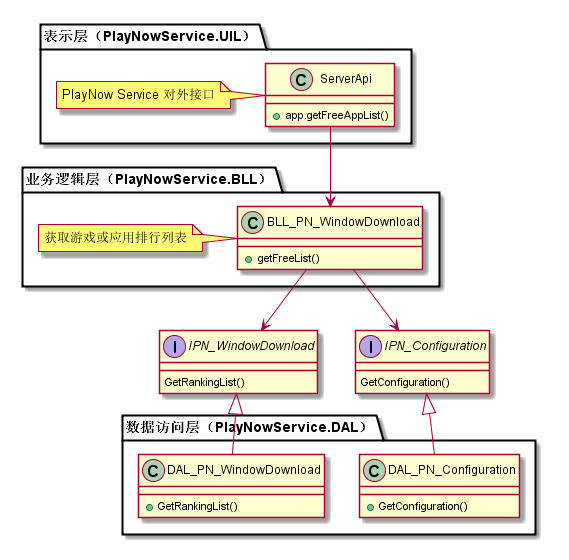 表示层（PlayNowService.UIL）
C ServerApi
PlayNow Service 对外接口
app.getFreeAppList()
业务逻辑层（PlayNowService.BLL）
C BLL_PN_WindowDownload
获取游戏或应用排行列表
getFreeList()
I IPN_WindowDownload
I IPN_Configuration
GetRankingList()
GetConfiguration()
数据访问层（PlayNowService.DAL）
C DAL_PN_WindowDownload
C DAL_PN_Configuration
GetRankingList()
GetConfiguration()